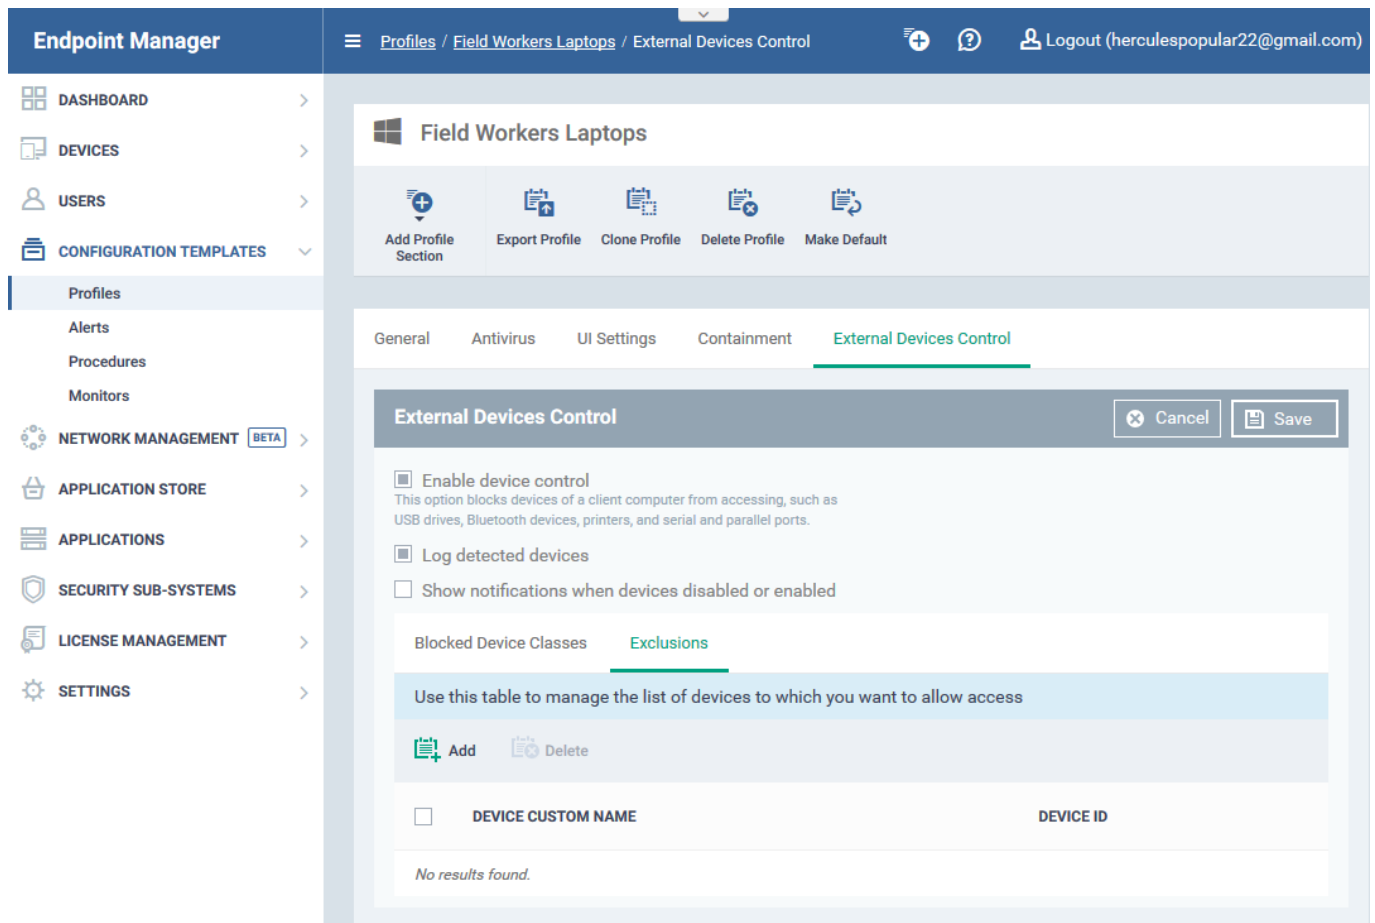 Endpoint Manager
Profiles / Field Workers Laptops / External Devices Control
Logout (herculespopular22@gmail.com)
DASHBOARD
DEVICES
USERS
CONFIGURATION TEMPLATES
Profiles
Alerts
Procedures
Monitors
NETWORK MANAGEMENT BETA
APPLICATION STORE
APPLICATIONS
SECURITY SUB-SYSTEMS
LICENSE MANAGEMENT
SETTINGS
Field Workers Laptops
Add Profile
Section
Export Profile
Clone Profile
Delete Profile
Make Default
General
Antivirus
UI Settings
Containment
External Devices Control
External Devices Control
Cancel
Save
Enable device control
This option blocks devices of a client computer from accessing, such as
USB drives, Bluetooth devices, printers, and serial and parallel ports.
Log detected devices
Show notifications when devices disabled or enabled
Blocked Device Classes
Exclusions
Use this table to manage the list of devices to which you want to allow access
Add
Delete
DEVICE CUSTOM NAME
DEVICE ID
No results found.